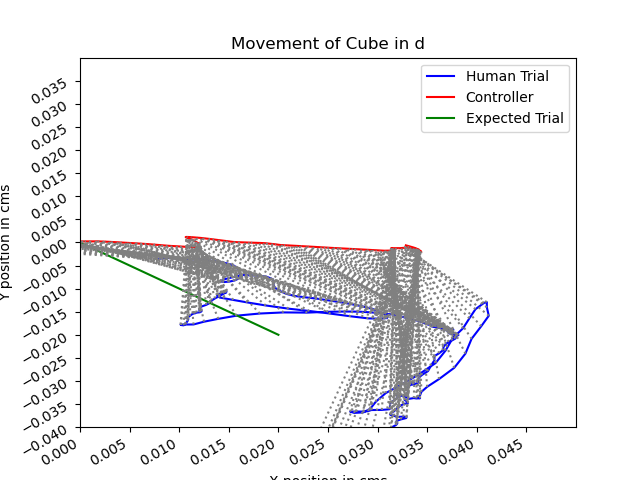 Movement of Cube in d
Human Trial
Controller
Expected Trial
Y position in cms
0.035
0.030
0.025
0.020
0.015
0.010
0.005
0.000
−0.005
−0.010
−0.015
−0.020
−0.025
−0.030
−0.035
−0.040
0.000 0.005 0.010 0.015 0.020 0.025 0.030 0.035 0.040 0.045
position in cms